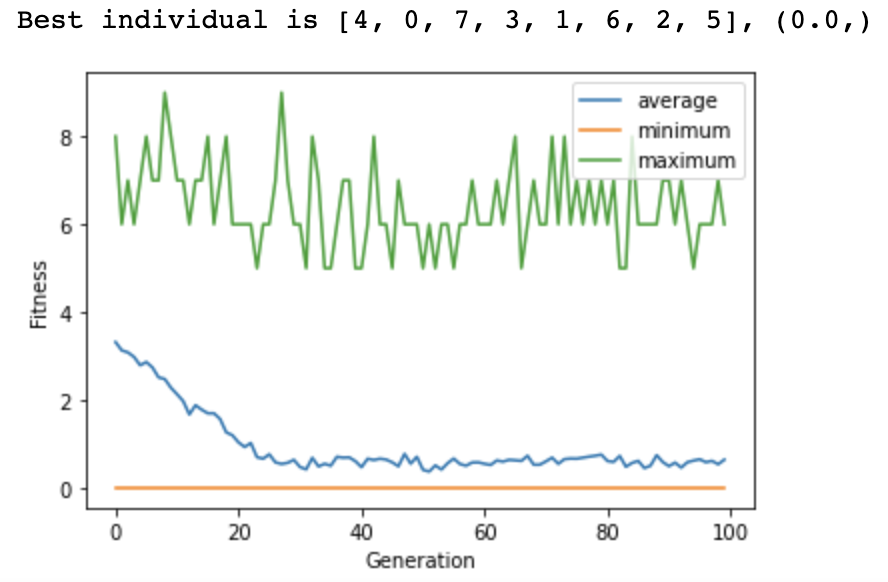 Best individual is [4, 0, 7, 3, 1, 6, 2, 5], (0.0,)
average
minimum
maximum
8
6
4
2
0
Fitness
0 20 40 60 80 100
Generation